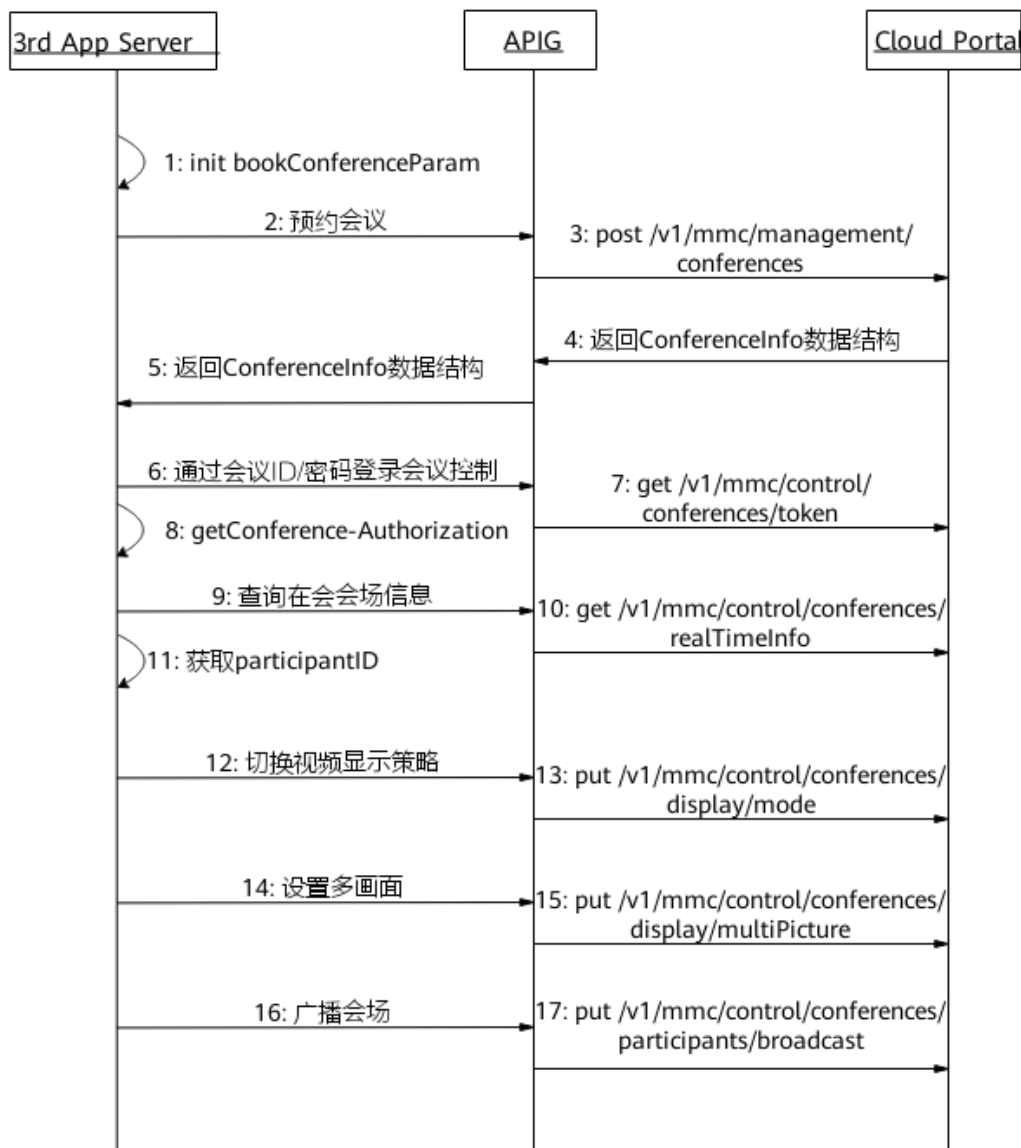 3rd App Server
APIG
Cloud Portal
1: init bookConferenceParam
2: 预约会议
3: post /v1/mmc/management/
conferences
4: 返回ConferenceInfo数据结构
5: 返回ConferenceInfo数据结构
6: 通过会议ID/密码登录会议控制
7: get /v1/mmc/control/
conferences/token
8: getConference-Authorization
9: 查询在会会场信息
10: get /v1/mmc/control/conferences/
realTimeInfo
11: 获取participantID
12: 切换视频显示策略
13: put /v1/mmc/control/conferences/
display/mode
14: 设置多画面
15: put /v1/mmc/control/conferences/
display/multiPicture
16: 广播会场
17: put /v1/mmc/control/conferences/
participants/broadcast